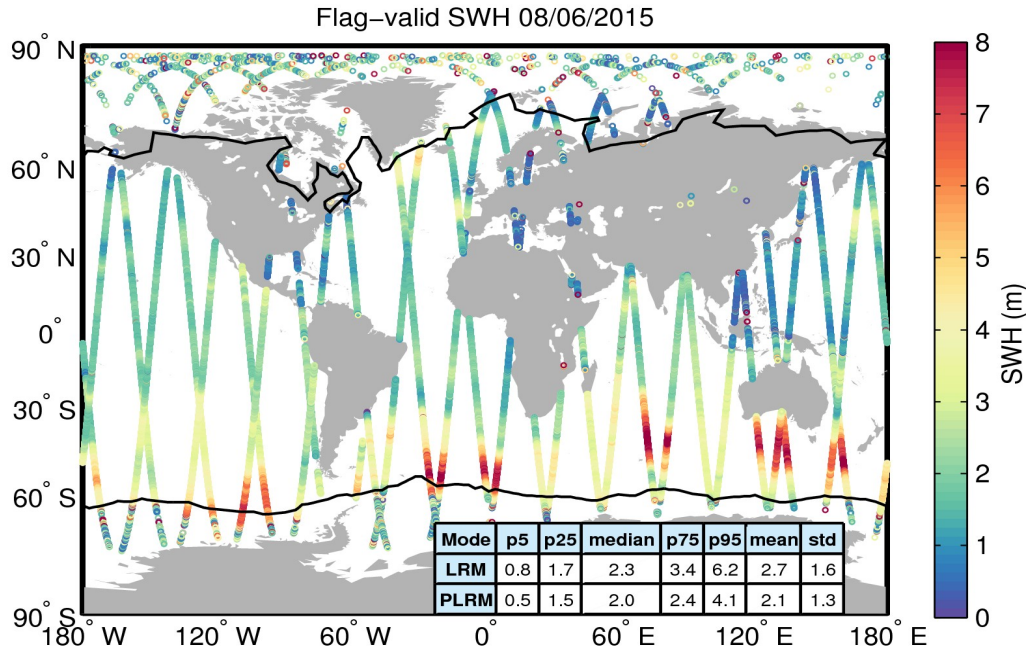 Flag−valid SWH 08/06/2015
90° N
60° N
30° N
0°
30° S
60° S
90° S
180° W
120° W
60° W
0°
60° E
120° E
180° E
Mode p5 p25 median p75 p95 mean std
LRM 0.8 1.7 2.3 3.4 6.2 2.7 1.6
PLRM 0.5 1.5 2.0 2.4 4.1 2.1 1.3
8
7
6
5
4
3
2
1
0
SWH (m)